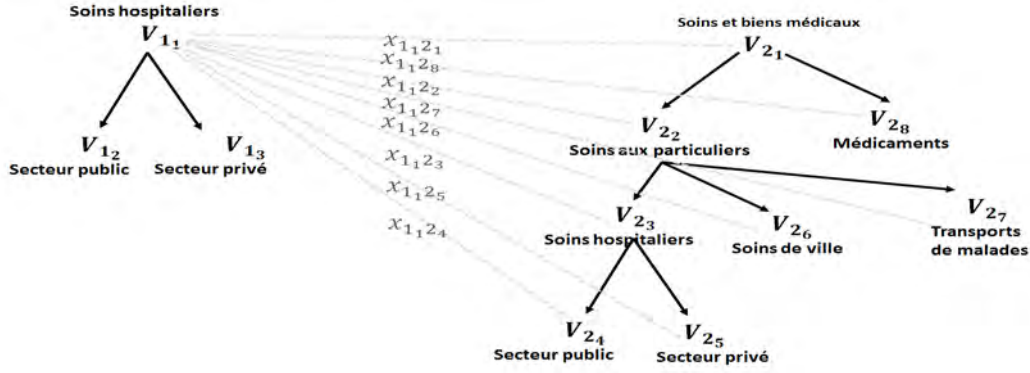 Soins hospitaliers
V₁₁
V₁₂
Secteur public
V₁₃
Secteur privé
x₁₁₂₁
x₁₁₂₈
x₁₁₂₂
x₁₁₂₇
x₁₁₂₆
x₁₁₂₃
x₁₁₂₅
x₁₁₂₄
Soins et biens médicaux
V₂₁
V₂₂
Soins aux particuliers
V₂₈
Médicaments
V₂₃
Soins hospitaliers
V₂₆
Soins de ville
V₂₇
Transports
de malades
V₂₄
Secteur public
V₂₅
Secteur privé